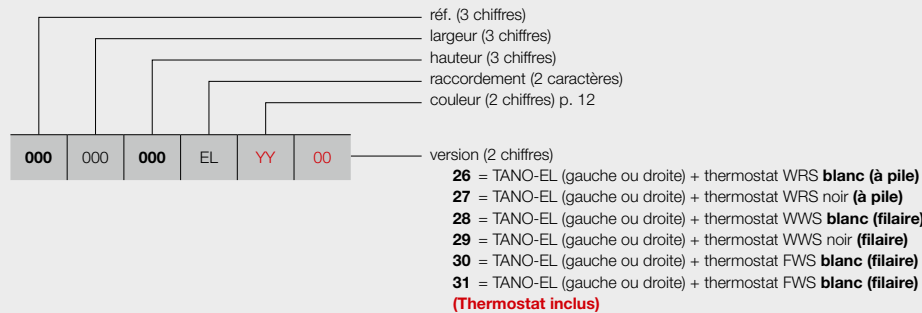 réf. (3 chiffres)
largeur (3 chiffres)
hauteur (3 chiffres)
raccordement (2 caractères)
couleur (2 chiffres) p. 12
000 000 000 EL YY 00
version (2 chiffres)
26 = TANO-EL (gauche ou droite) + thermostat WRS blanc (à pile)
27 = TANO-EL (gauche ou droite) + thermostat WRS noir (à pile)
28 = TANO-EL (gauche ou droite) + thermostat WWS blanc (filaire)
29 = TANO-EL (gauche ou droite) + thermostat WWS noir (filaire)
30 = TANO-EL (gauche ou droite) + thermostat FWS blanc (filaire)
31 = TANO-EL (gauche ou droite) + thermostat FWS blanc (filaire)
(Thermostat inclus)